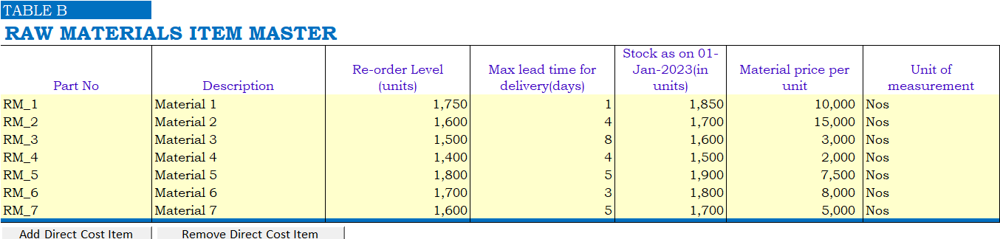 TABLE B
RAW MATERIALS ITEM MASTER
Part No Description Re-order Level (units) Max lead time for delivery(days) Stock as on 01-Jan-2023(in units) Material price per unit Unit of measurement
RM_1 Material 1 1,750 1 1,850 10,000 Nos
RM_2 Material 2 1,600 4 1,700 15,000 Nos
RM_3 Material 3 1,500 8 1,600 3,000 Nos
RM_4 Material 4 1,400 4 1,500 2,000 Nos
RM_5 Material 5 1,800 5 1,900 7,500 Nos
RM_6 Material 6 1,700 3 1,800 8,000 Nos
RM_7 Material 7 1,600 5 1,700 5,000 Nos
Add Direct Cost Item Remove Direct Cost Item